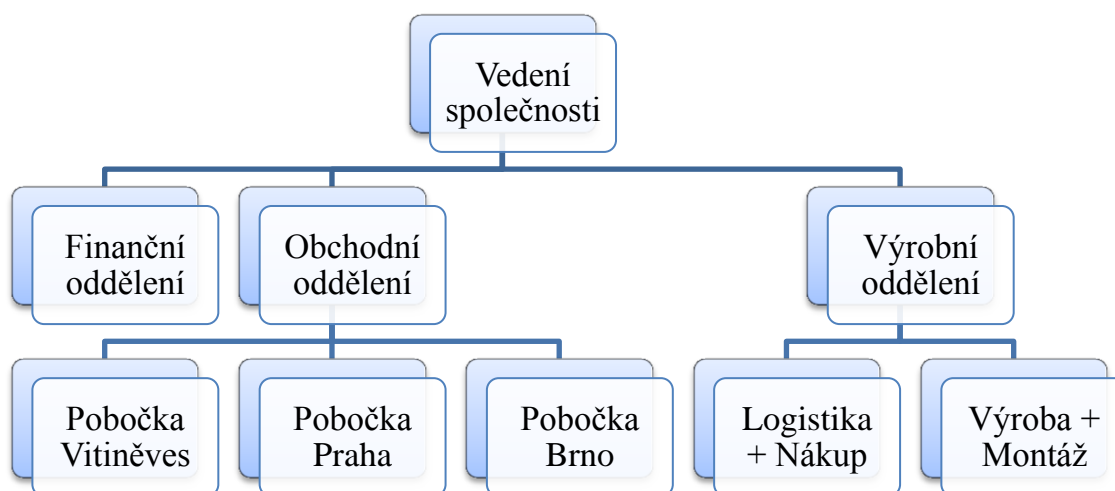 Vedení
společnosti
Finanční
oddělení
Obchodní
oddělení
Výrobní
oddělení
Pobočka
Vitiněves
Pobočka
Praha
Pobočka
Brno
Logistika
+ Nákup
Výroba +
Montáž